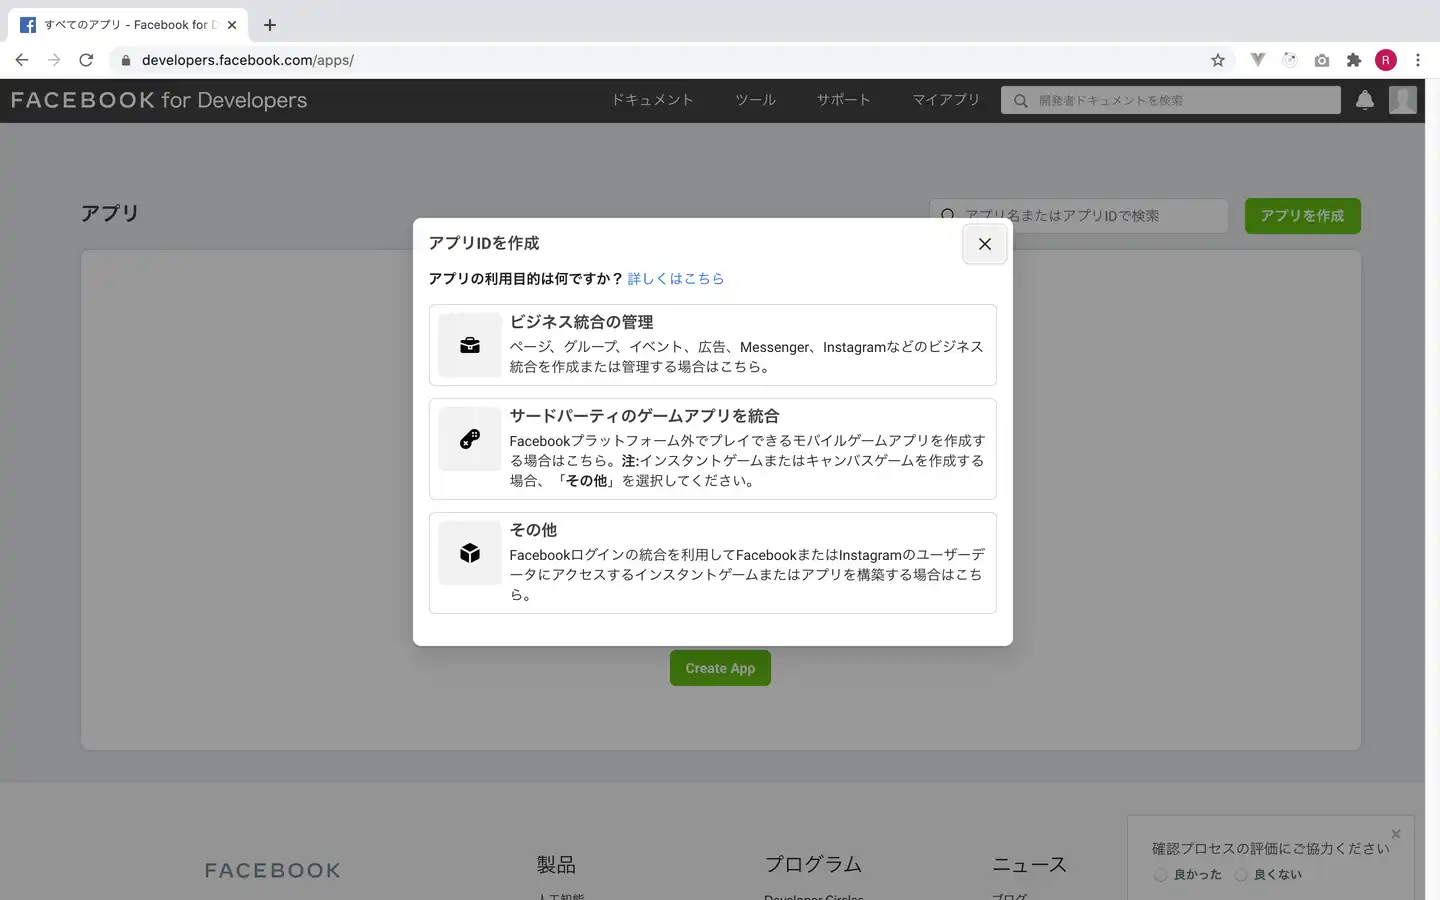 すべてのアプリ - Facebook for D
developers.facebook.com/apps/
R
FACEBOOK for Developers
ドキュメント
ツール
サポート
マイアプリ
開発者ドキュメントを検索
アプリ
アプリ名またはアプリIDで検索
アプリを作成
アプリIDを作成
アプリの利用目的は何ですか？ 詳しくはこちら
ビジネス統合の管理
ページ、グループ、イベント、広告、Messenger、Instagramなどのビジネス
統合を作成または管理する場合はこちら。
サードパーティのゲームアプリを統合
Facebookプラットフォーム外でプレイできるモバイルゲームアプリを作成す
る場合はこちら。注:インスタントゲームまたはキャンバスゲームを作成する
場合、「その他」を選択してください。
その他
Facebookログインの統合を利用してFacebookまたはInstagramのユーザーデ
ータにアクセスするインスタントゲームまたはアプリを構築する場合はこち
ら。
Create App
FACEBOOK
製品
プログラム
ニュース
人工知能
Developer Circles
ブログ
確認プロセスの評価にご協力ください
良かった
良くない